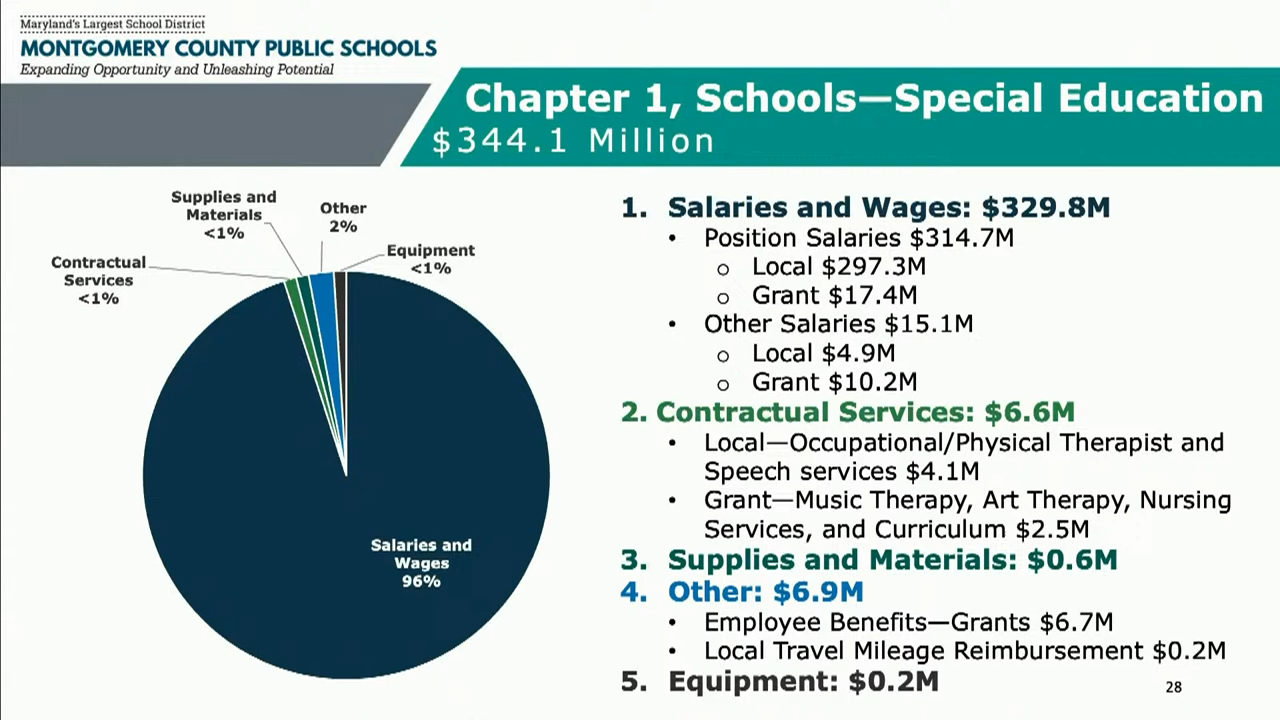 Maryland's Largest School District
MONTGOMERY COUNTY PUBLIC SCHOOLS
Expanding Opportunity and Unleashing Potential
Chapter 1, Schools—Special Education
$344.1 Million
Supplies and
Materials
<1%
Other
2%
Equipment
<1%
Contractual
Services
<1%
Salaries and
Wages
96%
1. Salaries and Wages: $329.8M
• Position Salaries $314.7M
o Local $297.3M
o Grant $17.4M
• Other Salaries $15.1M
o Local $4.9M
o Grant $10.2M
2. Contractual Services: $6.6M
• Local—Occupational/Physical Therapist and
Speech services $4.1M
• Grant—Music Therapy, Art Therapy, Nursing
Services, and Curriculum $2.5M
3. Supplies and Materials: $0.6M
4. Other: $6.9M
• Employee Benefits—Grants $6.7M
• Local Travel Mileage Reimbursement $0.2M
5. Equipment: $0.2M
28